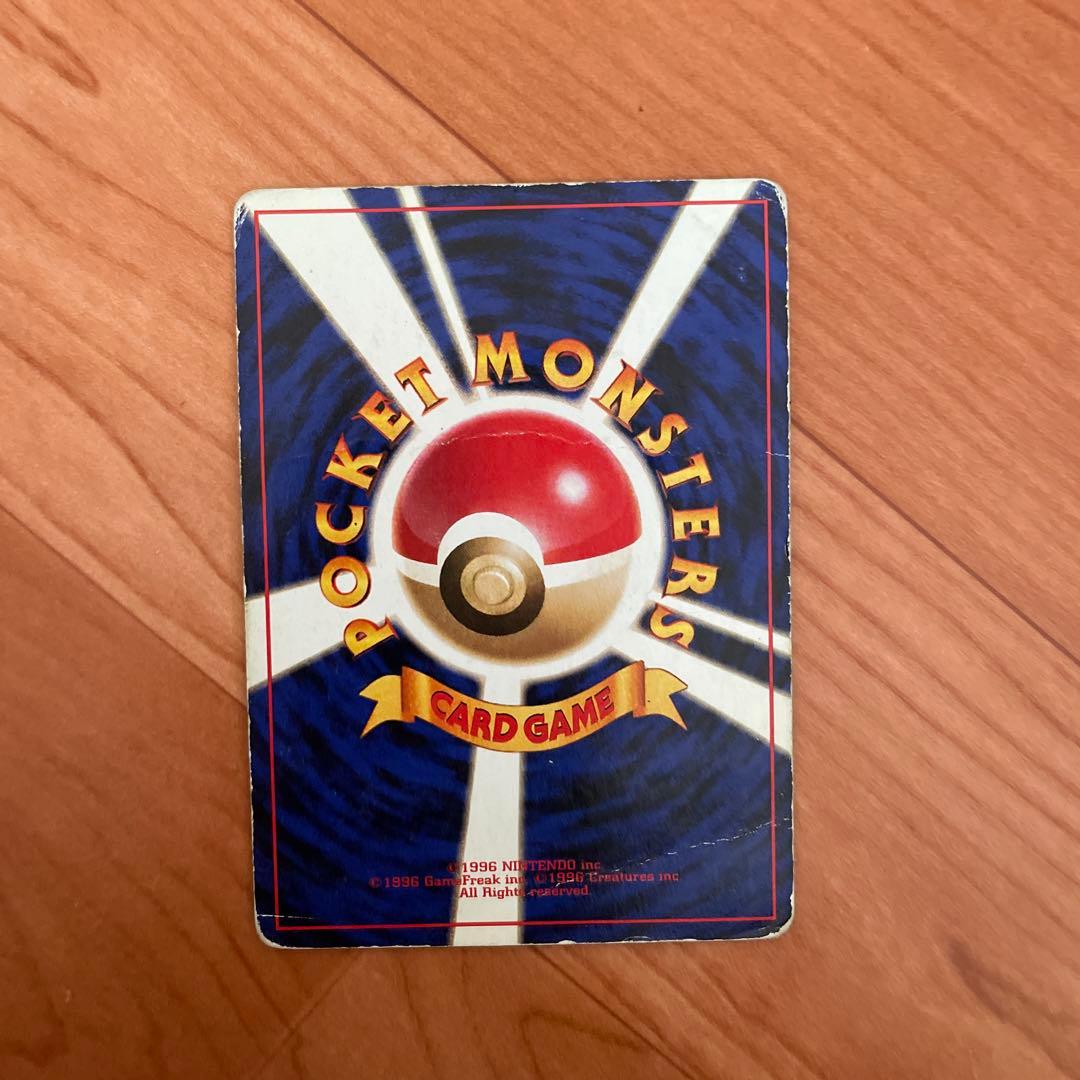 POCKET MONSTERS
CARD GAME
©1996 NINTENDO inc.
©1996 GameFreak inc. ©1996 Creatures inc
All Rights reserved.